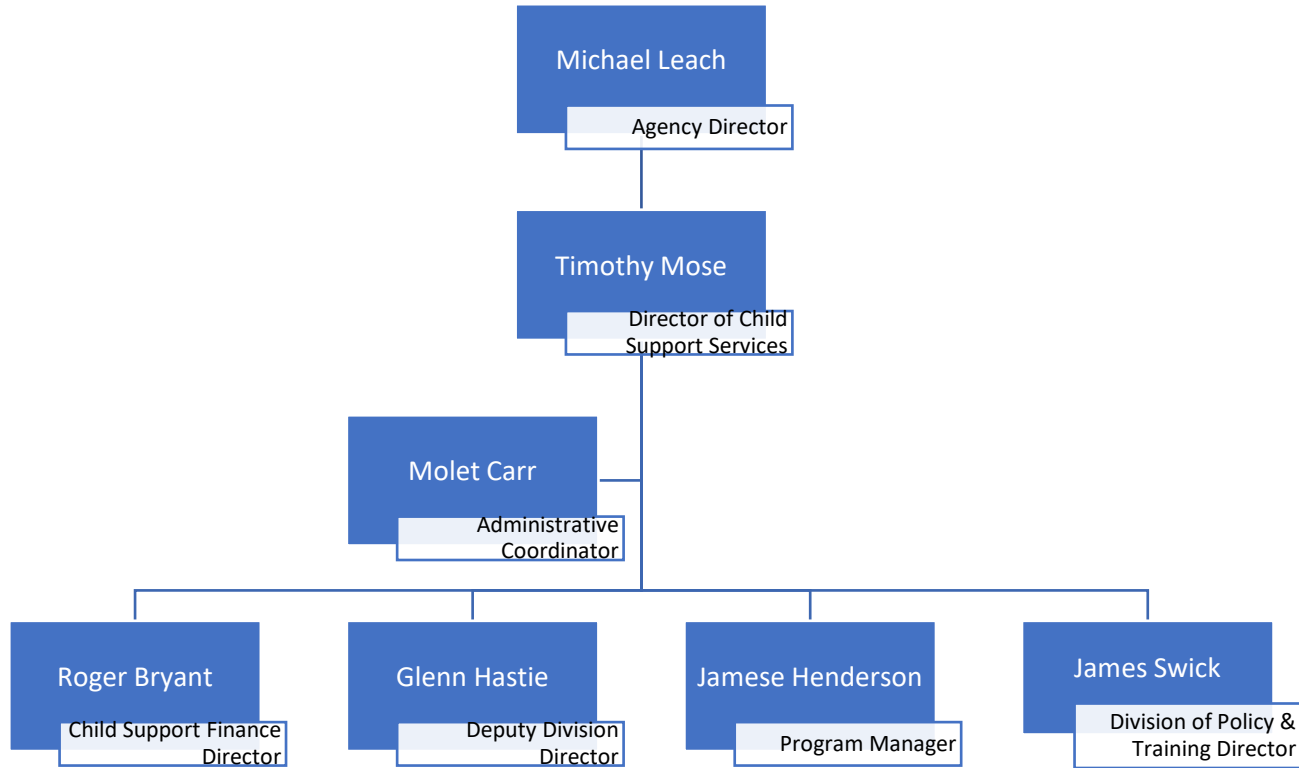 Michael Leach
Agency Director
Timothy Mose
Director of Child
Support Services
Molet Carr
Administrative
Coordinator
Roger Bryant
Child Support Finance
Director
Glenn Hastie
Deputy Division
Director
Jamese Henderson
Program Manager
James Swick
Division of Policy &
Training Director